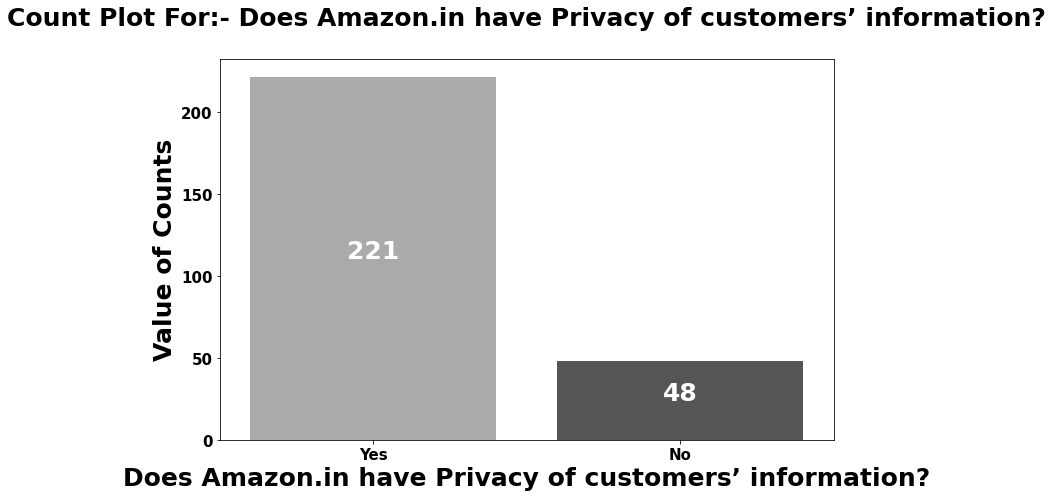 Count Plot For:- Does Amazon.in have Privacy of customers’ information?
Value of Counts
200
150
100
50
0
221
48
Yes No
Does Amazon.in have Privacy of customers’ information?